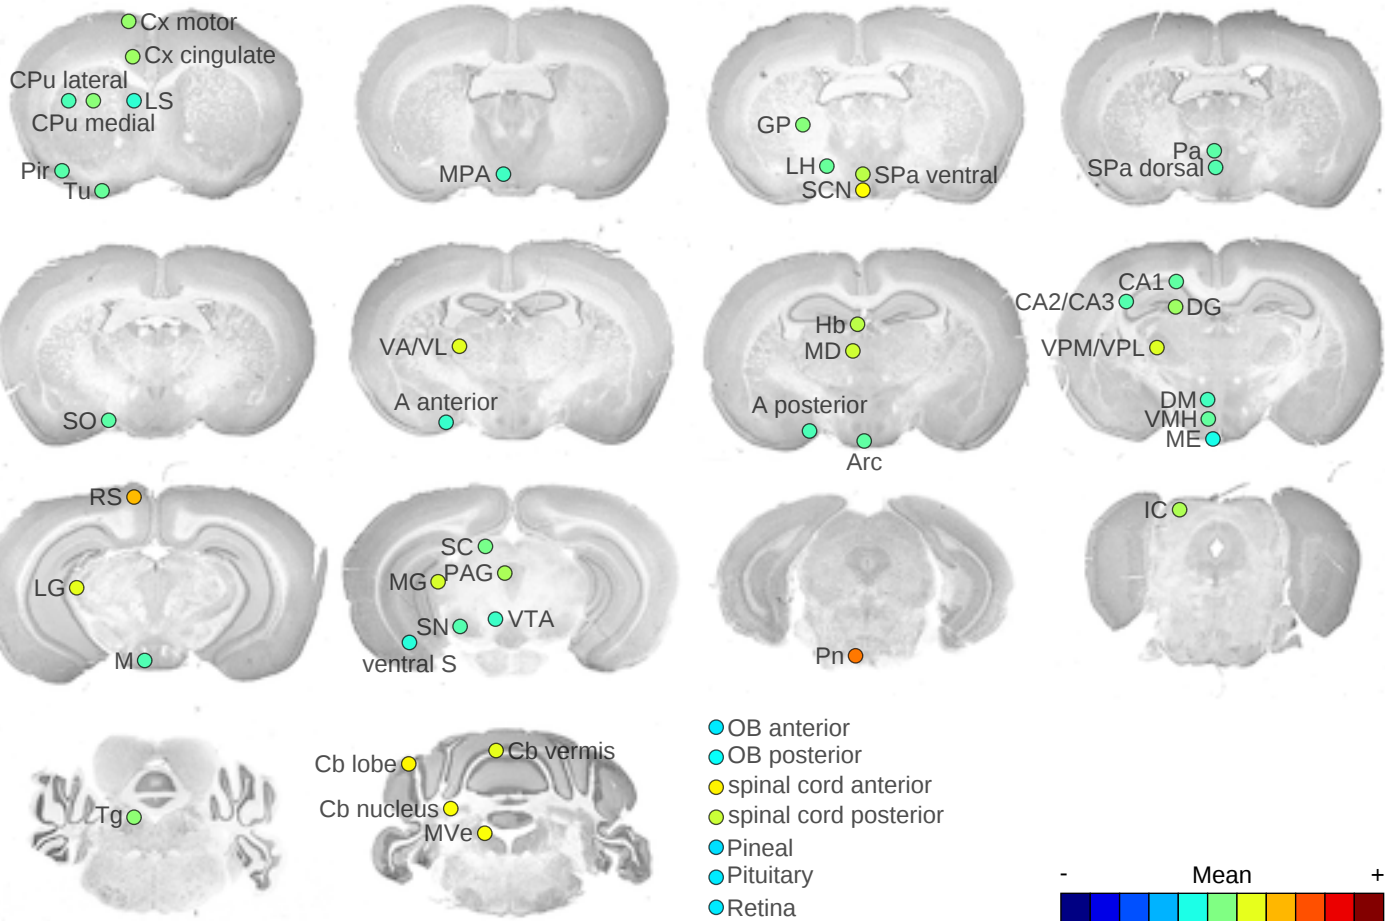 Cx motor
Cx cingulate
CPu lateral
LS
CPu medial
Pir
Tu
MPA
GP
LH
SPa ventral
SCN
Pa
SPa dorsal
SO
VA/VL
A anterior
Hb
MD
A posterior
Arc
CA1
CA2/CA3
DG
VPM/VPL
DM
VMH
ME
RS
LG
M
SC
PAG
MG
SN
VTA
ventral S
Pn
IC
Tg
Cb lobe
Cb vermis
Cb nucleus
MVe
OB anterior
OB posterior
spinal cord anterior
spinal cord posterior
Pineal
Pituitary
Retina
- Mean +